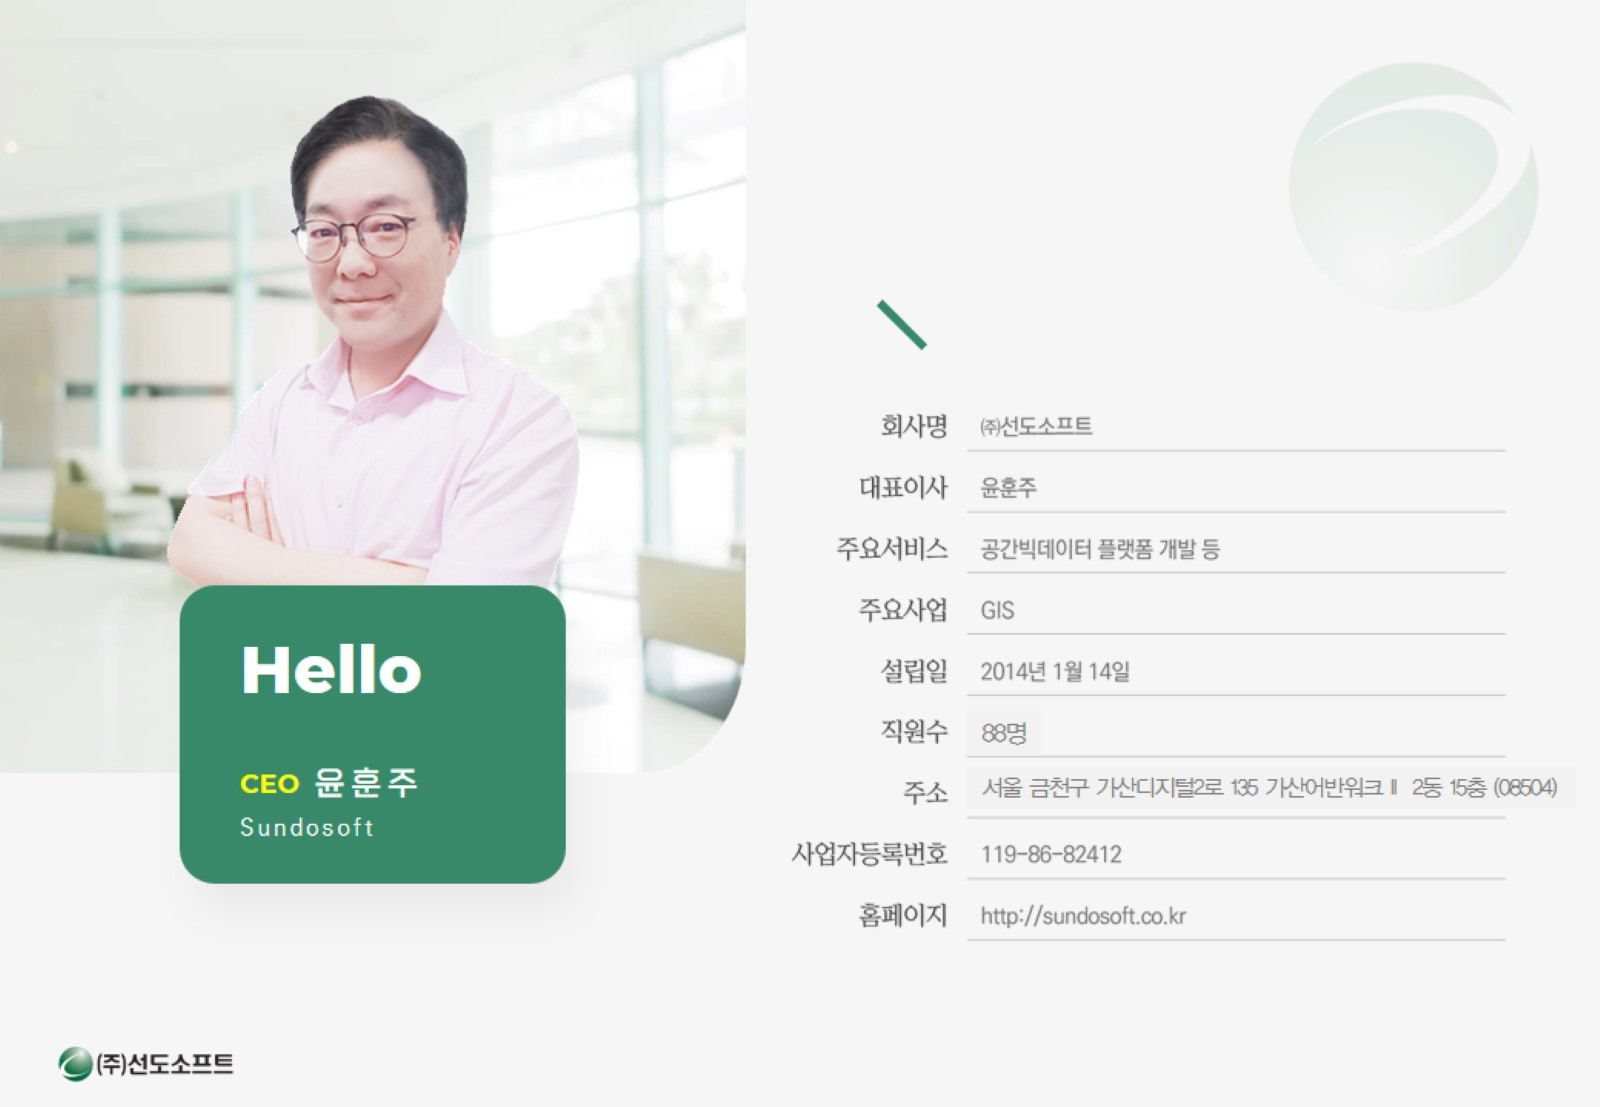 Hello
CEO 윤훈주
Sundosoft
회사명 ㈜선도소프트
대표이사 윤훈주
주요서비스 공간빅데이터 플랫폼 개발 등
주요사업 GIS
설립일 2014년 1월 14일
직원수 88명
주소 서울 금천구 가산디지털2로 135 가산어반워크 Ⅱ 2동 15층 (08504)
사업자등록번호 119-86-82412
홈페이지 http://sundosoft.co.kr
(주)선도소프트